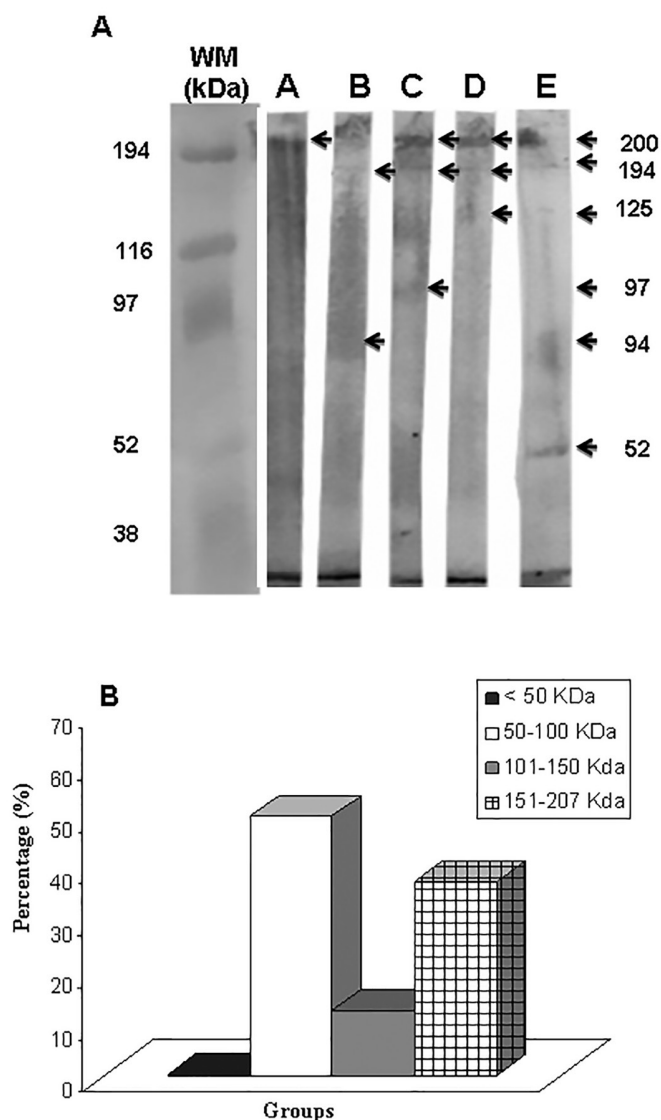 A
WM
(kDa)
A B C D E
194
116
97
52
38
200
194
125
97
94
52
B
< 50 KDa
50-100 KDa
101-150 Kda
151-207 Kda
70
60
50
40
30
20
10
0
Percentage (%)
Groups